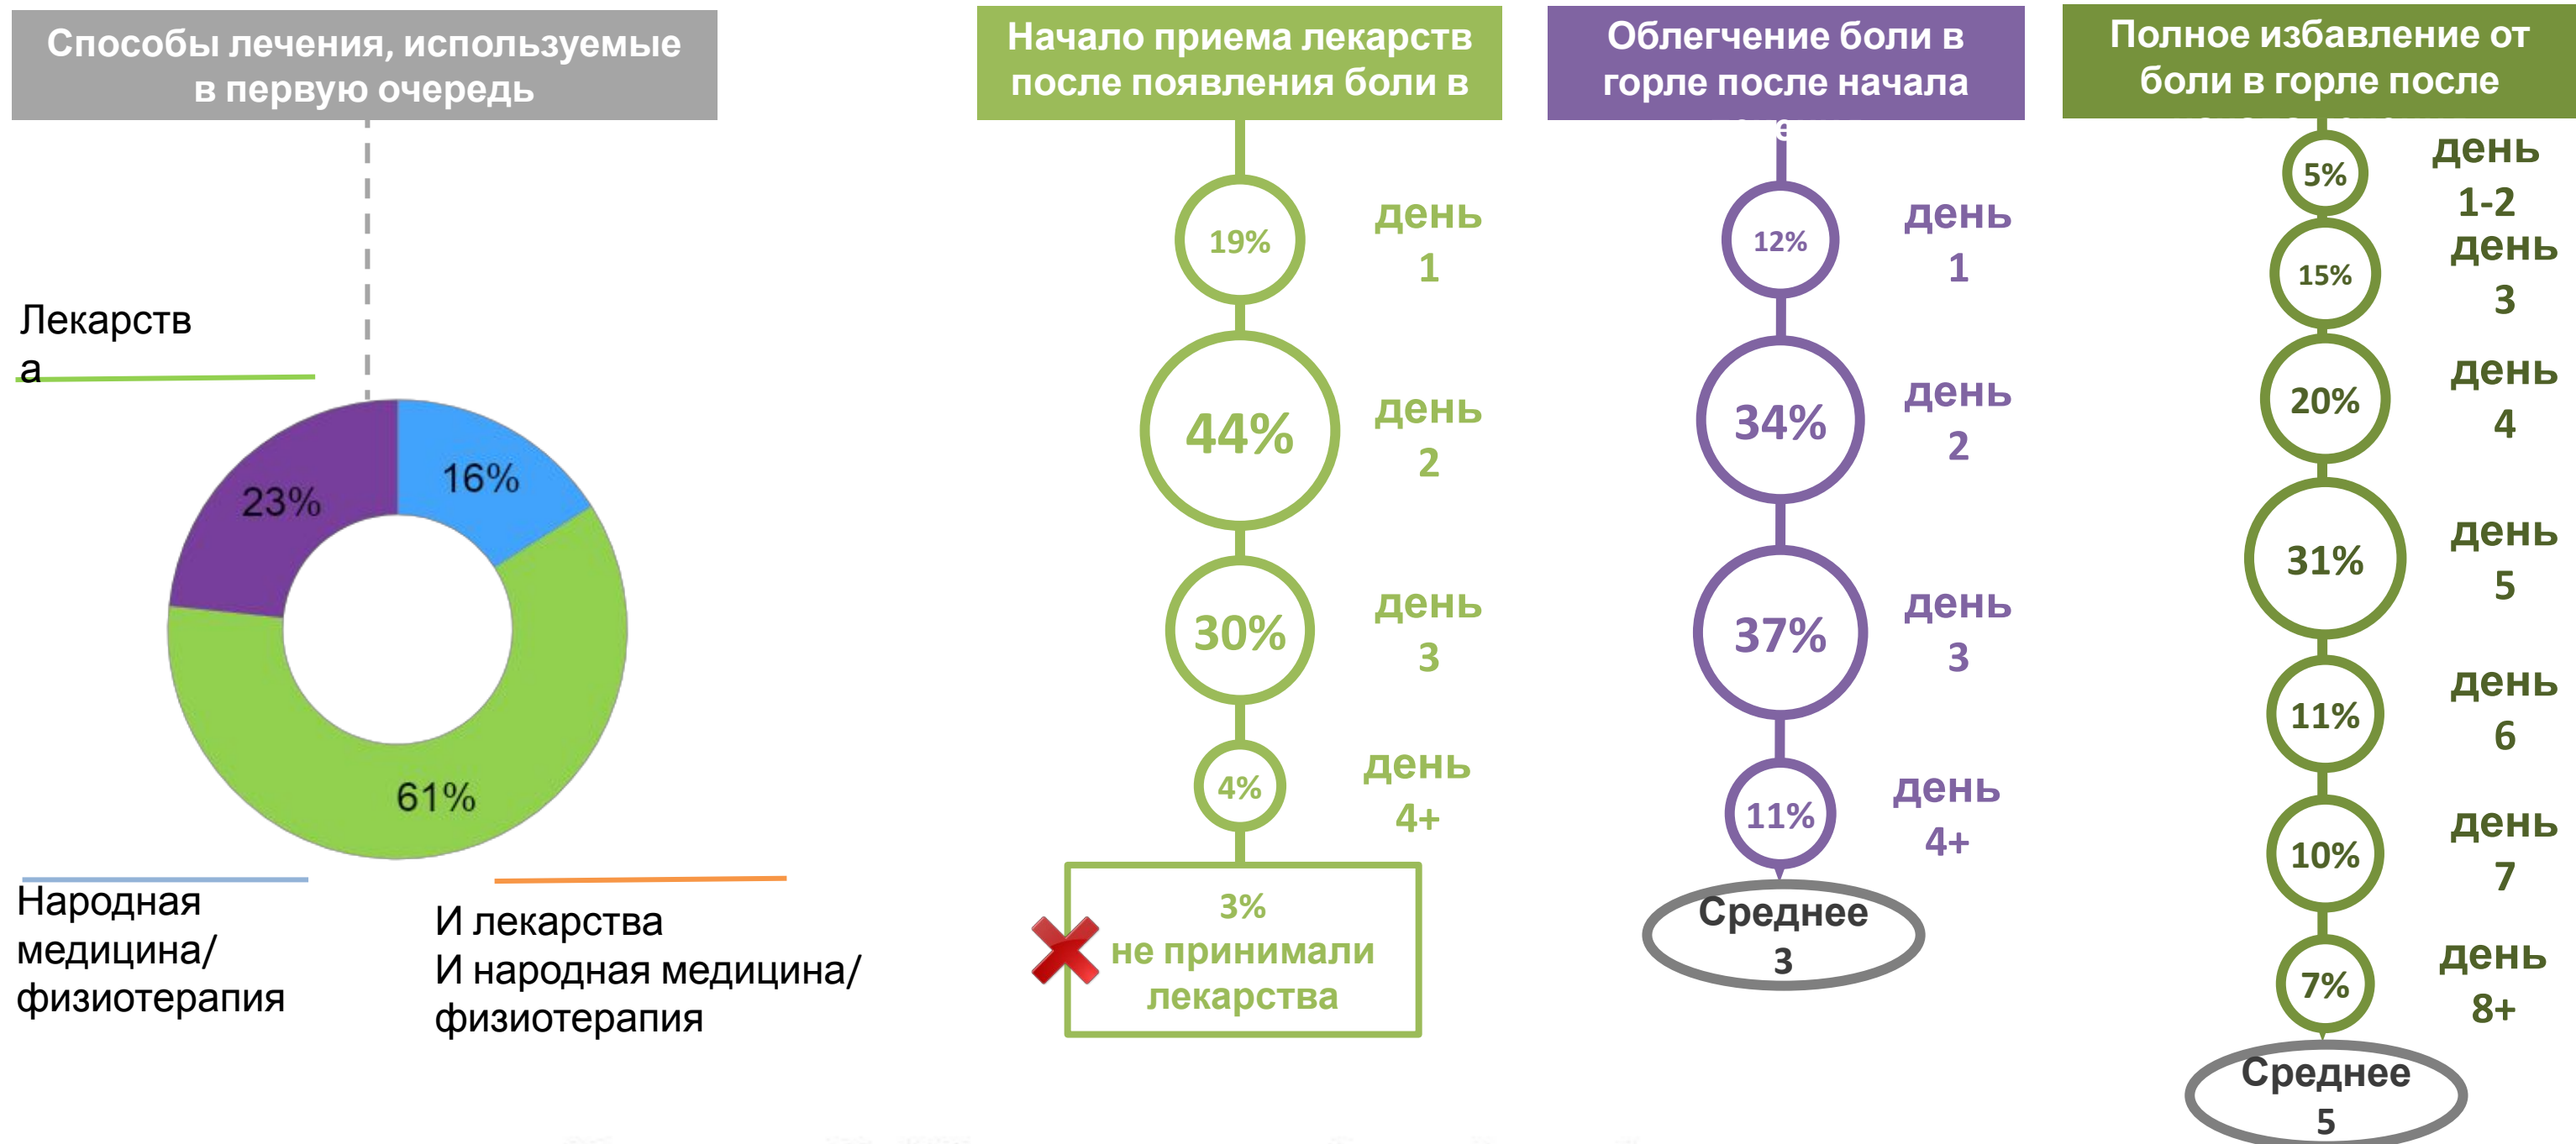 Способы лечения, используемые
в первую очередь
Лекарств
а
23%
16%
61%
Народная
медицина/
физиотерапия
И лекарства
И народная медицина/
физиотерапия
Начало приема лекарств
после появления боли в
19%
день
1
44%
день
2
30%
день
3
4%
день
4+
3%
не принимали
лекарства
Облегчение боли в
горле после начала
12%
день
1
34%
день
2
37%
день
3
11%
день
4+
Среднее
3
Полное избавление от
боли в горле после
5%
день
1-2
15%
день
3
20%
день
4
31%
день
5
11%
день
6
10%
день
7
7%
день
8+
Среднее
5